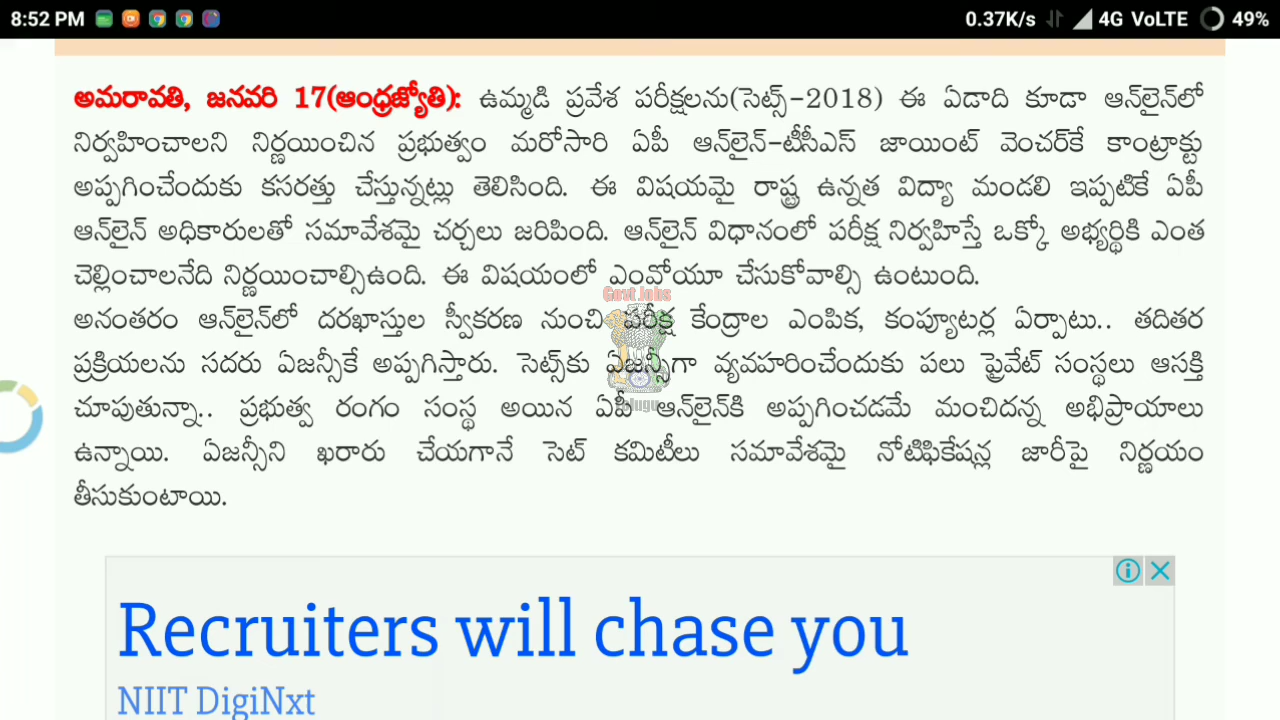 8:52 PM 0.37K/s 4G VoLTE 49%
అమరావతి, జనవరి 17(ఆంధ్రజ్యోతి): ఉమ్మడి ప్రవేశ పరీక్షలను(సెట్స్-2018) ఈ ఏడాది కూడా ఆన్‌లైన్‌లో
నిర్వహించాలని నిర్ణయించిన ప్రభుత్వం మరోసారి ఏపీ ఆన్‌లైన్-టీసీఎస్ జాయింట్ వెంచర్‌కే కాంట్రాక్టు
అప్పగించేందుకు కసరత్తు చేస్తున్నట్లు తెలిసింది. ఈ విషయమై రాష్ట్ర ఉన్నత విద్యా మండలి ఇప్పటికే ఏపీ
ఆన్‌లైన్ అధికారులతో సమావేశమై చర్చలు జరిపింది. ఆన్‌లైన్ విధానంలో పరీక్ష నిర్వహిస్తే ఒక్కో అభ్యర్థికి ఎంత
చెల్లించాలనేది నిర్ణయించాల్సిఉంది. ఈ విషయంలో ఎంవోయూ చేసుకోవాల్సి ఉంటుంది.
Govt Jobs
అనంతరం ఆన్‌లైన్‌లో దరఖాస్తుల స్వీకరణ నుంచి పరీక్ష కేంద్రాల ఎంపిక, కంప్యూటర్ల ఏర్పాటు.. తదితర
ప్రక్రియలను సదరు ఏజన్సీకే అప్పగిస్తారు. సెట్స్‌కు ఏజన్సీగా వ్యవహరించేందుకు పలు ప్రైవేట్ సంస్థలు ఆసక్తి
Telugu
చూపుతున్నా.. ప్రభుత్వ రంగం సంస్థ అయిన ఏపీ ఆన్‌లైన్‌కి అప్పగించడమే మంచిదన్న అభిప్రాయాలు
ఉన్నాయి. ఏజన్సీని ఖరారు చేయగానే సెట్ కమిటీలు సమావేశమై నోటిఫికేషన్ల జారీపై నిర్ణయం
తీసుకుంటాయి.
Recruiters will chase you
NIIT DigiNxt